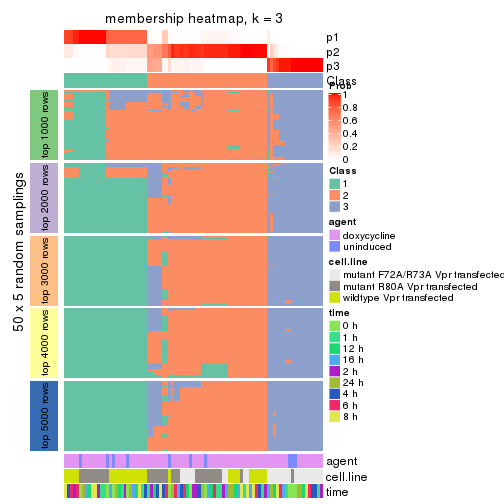 membership heatmap, k = 3
p1
p2
p3
Class
Prob
1
0.8
0.6
0.4
0.2
0
Class
1
2
3
agent
doxycycline
uninduced
cell.line
mutant F72A/R73A Vpr transfected
mutant R80A Vpr transfected
wildtype Vpr transfected
time
0 h
1 h
12 h
16 h
2 h
24 h
4 h
6 h
8 h
50 x 5 random samplings
top 1000 rows
top 2000 rows
top 3000 rows
top 4000 rows
top 5000 rows
agent
cell.line
time